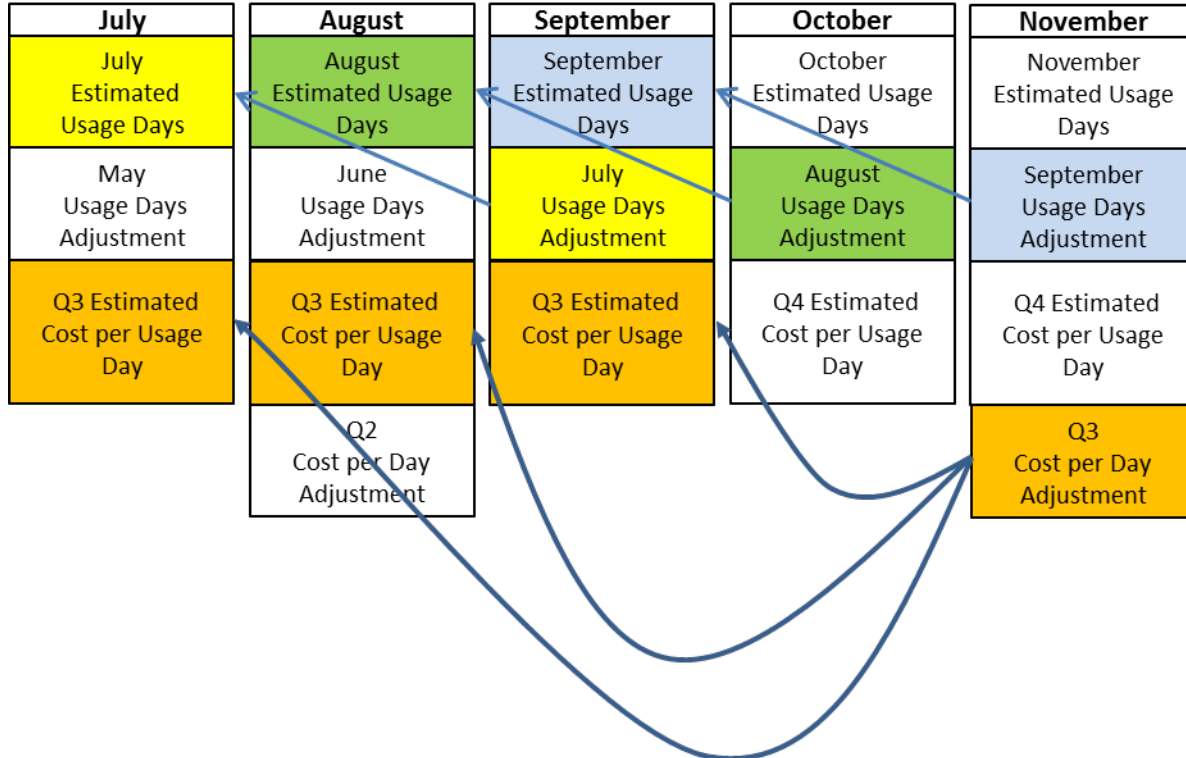 July
August
September
October
November
July
Estimated
Usage Days
August
Estimated Usage
Days
September
Estimated Usage
Days
October
Estimated Usage
Days
November
Estimated Usage
Days
May
Usage Days
Adjustment
June
Usage Days
Adjustment
July
Usage Days
Adjustment
August
Usage Days
Adjustment
September
Usage Days
Adjustment
Q3 Estimated
Cost per Usage
Day
Q3 Estimated
Cost per Usage
Day
Q3 Estimated
Cost per Usage
Day
Q4 Estimated
Cost per Usage
Day
Q4 Estimated
Cost per Usage
Day
Q2
Cost per Day
Adjustment
Q3
Cost per Day
Adjustment